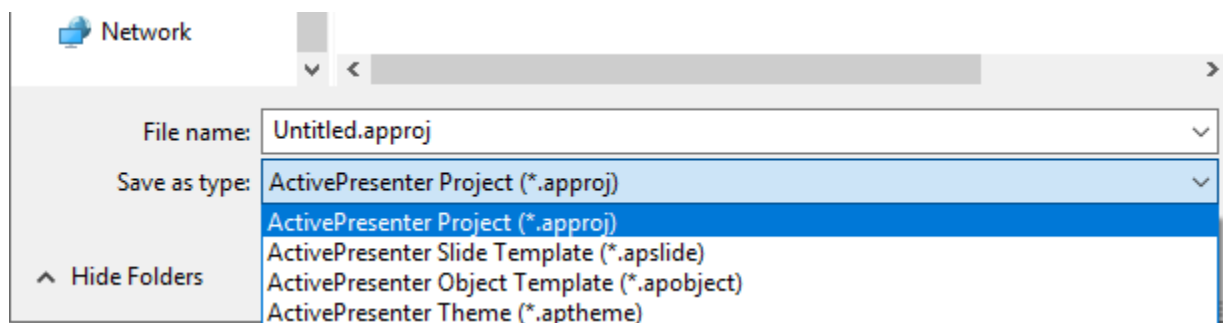 Network
File name: Untitled.approj
Save as type: ActivePresenter Project (*.approj)
ActivePresenter Project (*.approj)
ActivePresenter Slide Template (*.apslide)
Hide Folders
ActivePresenter Object Template (*.apobject)
ActivePresenter Theme (*.aptheme)